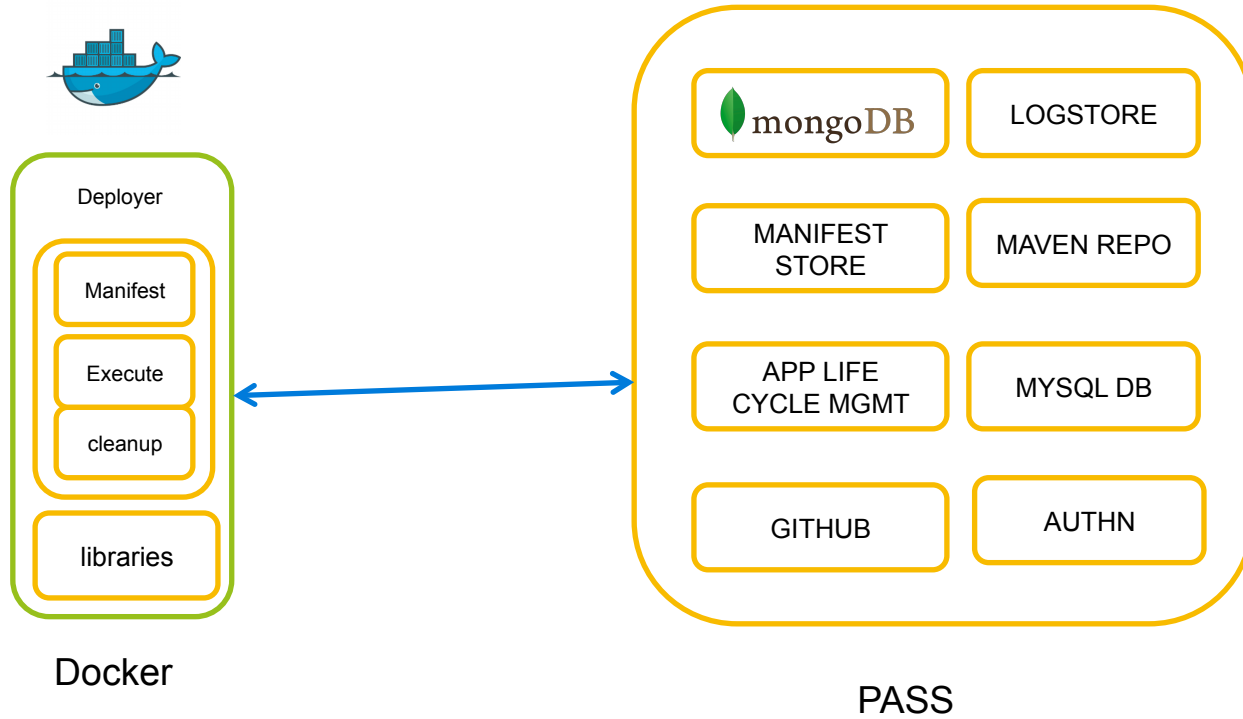 Deployer
Manifest
Execute
cleanup
libraries
Docker
mongoDB
LOGSTORE
MANIFEST
STORE
MAVEN REPO
APP LIFE
CYCLE MGMT
MYSQL DB
GITHUB
AUTHN
PASS